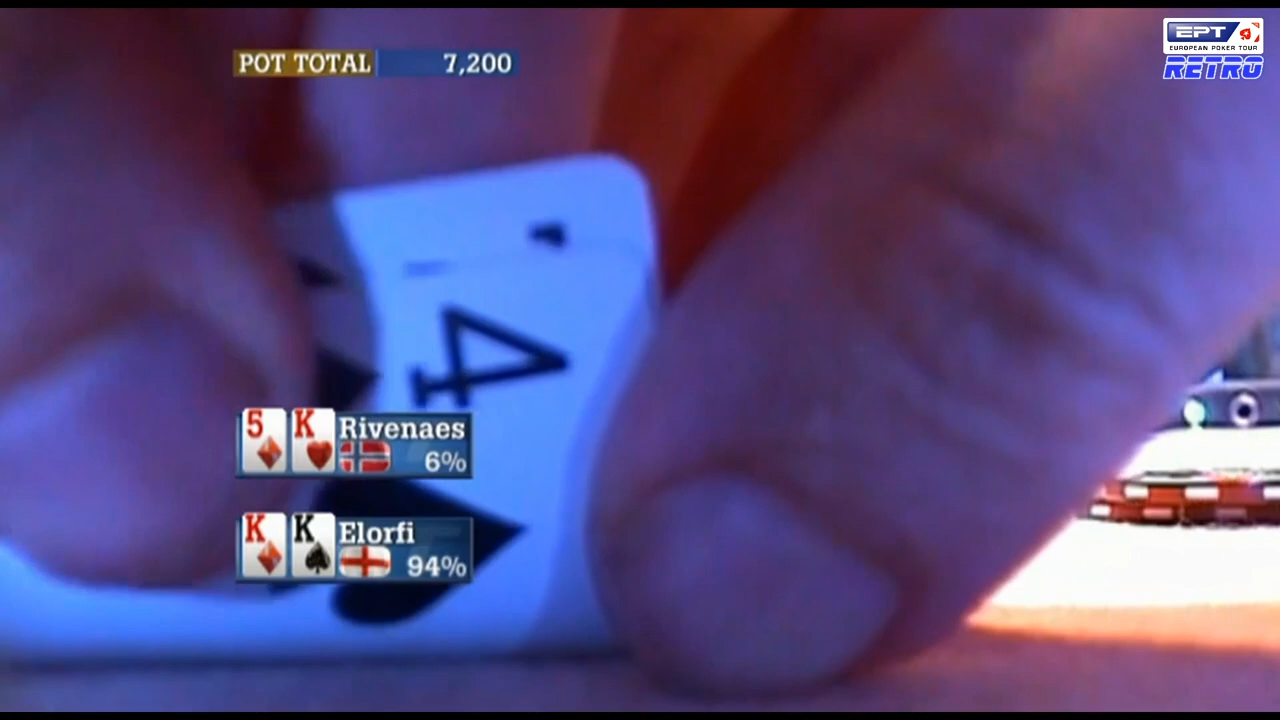 POT TOTAL 7,200
EPT
EUROPEAN POKER TOUR
RETRO
4
5 K Rivenaes
6%
K K Elorfi
94%